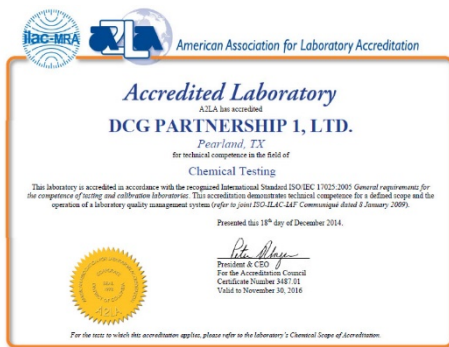 ilac-MRA
A2LA
American Association for Laboratory Accreditation
Accredited Laboratory
A2LA has accredited
DCG PARTNERSHIP 1, LTD.
Pearland, TX
for technical competence in the field of
Chemical Testing
This laboratory is accredited in accordance with the recognized International Standard ISO/IEC 17025:2005 General requirements for
the competence of testing and calibration laboratories. This accreditation demonstrates technical competence for a defined scope and the
operation of a laboratory quality management system (refer to joint ISO-ILAC-IAF Communiqué dated 8 January 2009).
Presented this 18th day of December 2014.
President & CEO
For the Accreditation Council
Certificate Number 3487.01
Valid to November 30, 2016
A2LA
For the tests to which this accreditation applies, please refer to the laboratory's Chemical Scope of Accreditation.